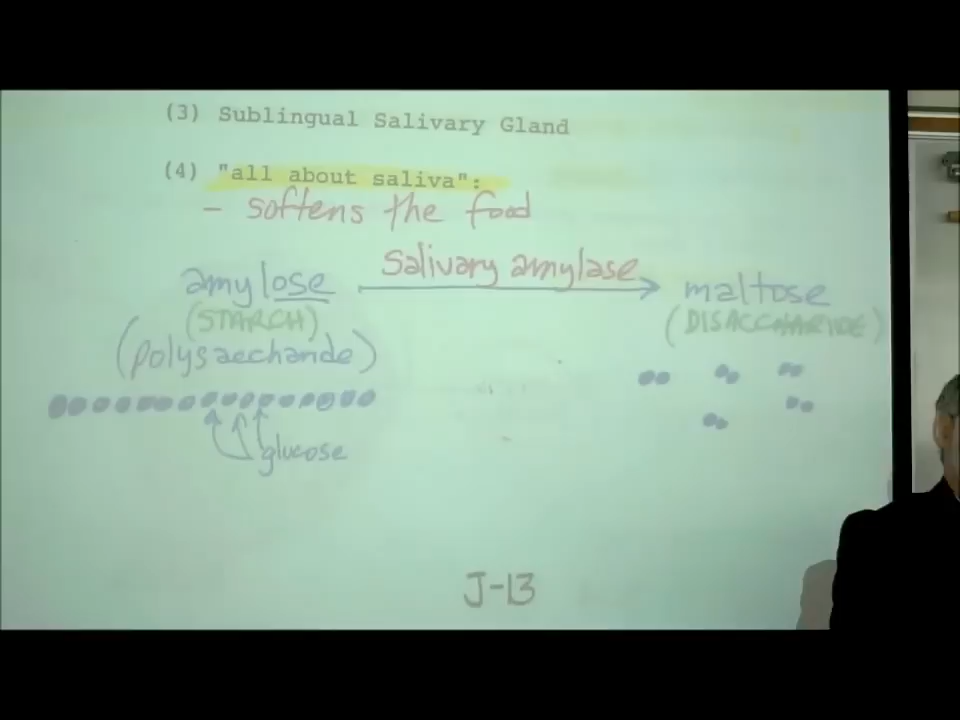 (3) Sublingual Salivary Gland
(4) "all about saliva":
- softens the food
amylose salivary amylase maltose
(STARCH) (DISACCHARIDE)
(polysaccharide)
glucose
J-13